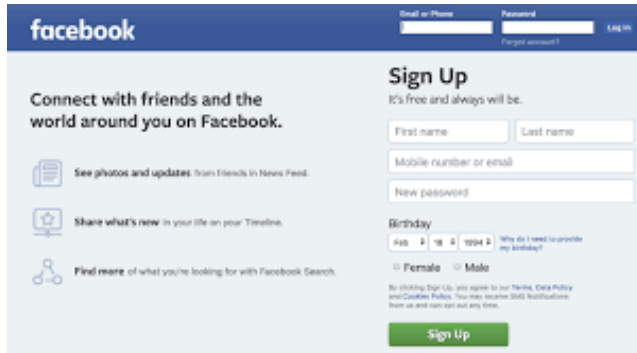 facebook
Email or Phone
Password
Log In
Forgot account?
Connect with friends and the
world around you on Facebook.
See photos and updates from friends in News Feed.
Share what's new in your life on your Timeline.
Find more of what you're looking for with Facebook Search.
Sign Up
It's free and always will be.
First name
Last name
Mobile number or email
New password
Birthday
Feb 18 1994 Why do I need to provide
my birthday?
Female Male
By clicking Sign Up, you agree to our Terms, Data Policy
and Cookies Policy. You may receive SMS Notifications
from us and can opt out any time.
Sign Up